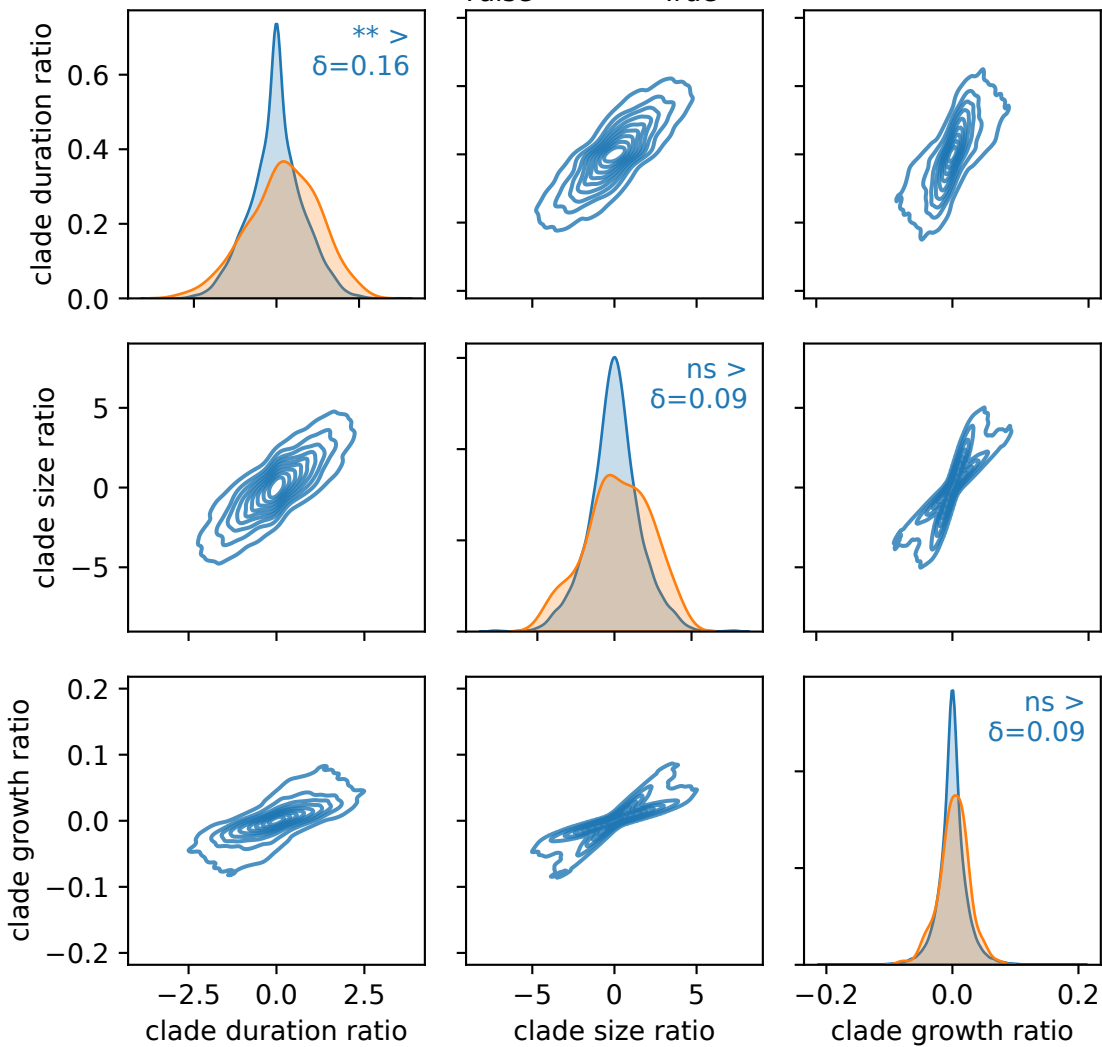 ** >
δ=0.16
clade duration ratio
0.6
0.4
0.2
0.0
ns >
δ=0.09
clade size ratio
5
0
−5
ns >
δ=0.09
clade growth ratio
0.2
0.1
0.0
−0.1
−0.2
−2.5 0.0 2.5
−5 0 5
−0.2 0.0 0.2
clade duration ratio
clade size ratio
clade growth ratio